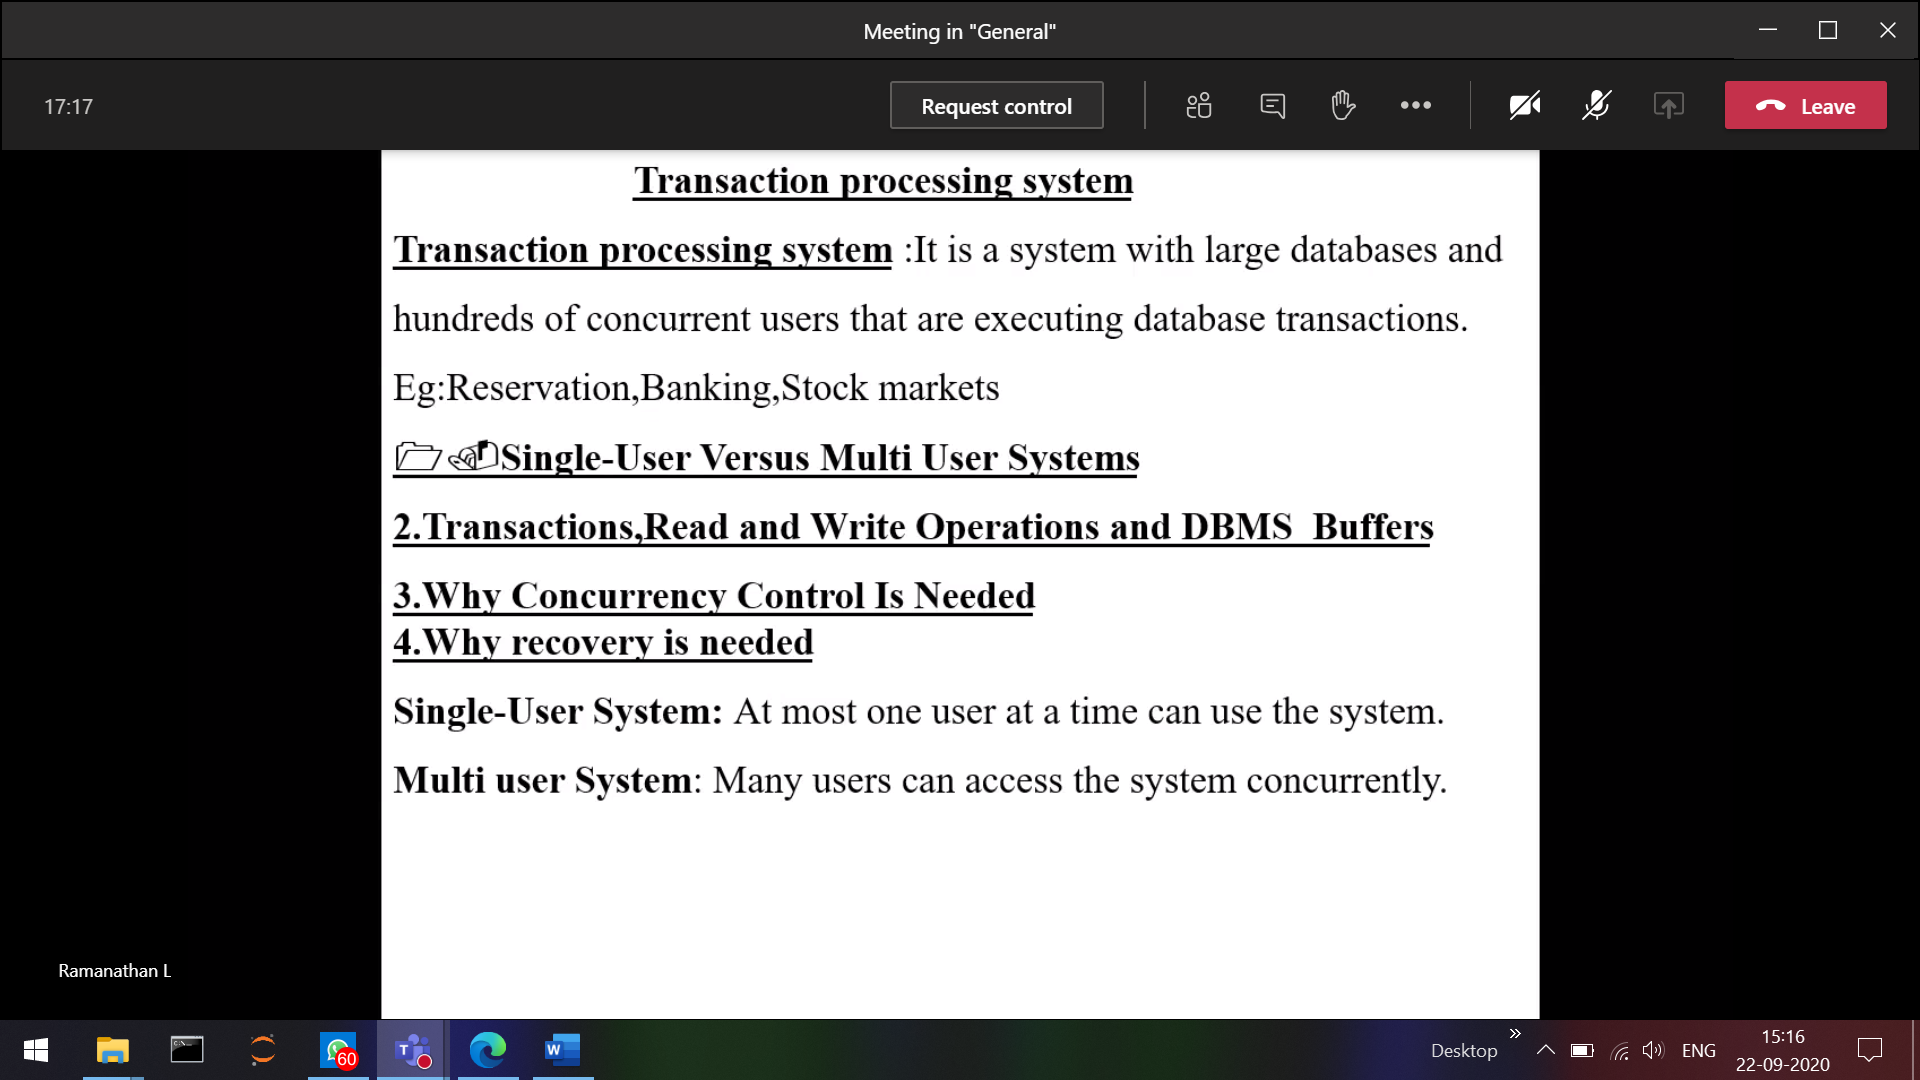 Meeting in "General"
17:17
Request control
Leave
Transaction processing system
Transaction processing system :It is a system with large databases and
hundreds of concurrent users that are executing database transactions.
Eg:Reservation,Banking,Stock markets
Single-User Versus Multi User Systems
2.Transactions,Read and Write Operations and DBMS  Buffers
3.Why Concurrency Control Is Needed
4.Why recovery is needed
Single-User System: At most one user at a time can use the system.
Multi user System: Many users can access the system concurrently.
Ramanathan L
60
T
W
Desktop
ENG
15:16
22-09-2020